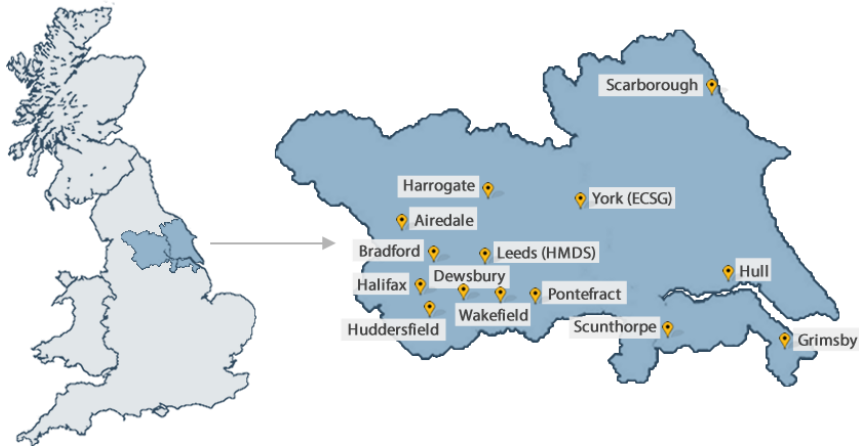 Scarborough
Harrogate
York (ECSG)
Airedale
Bradford
Leeds (HMDS)
Hull
Halifax
Dewsbury
Pontefract
Huddersfield
Wakefield
Scunthorpe
Grimsby